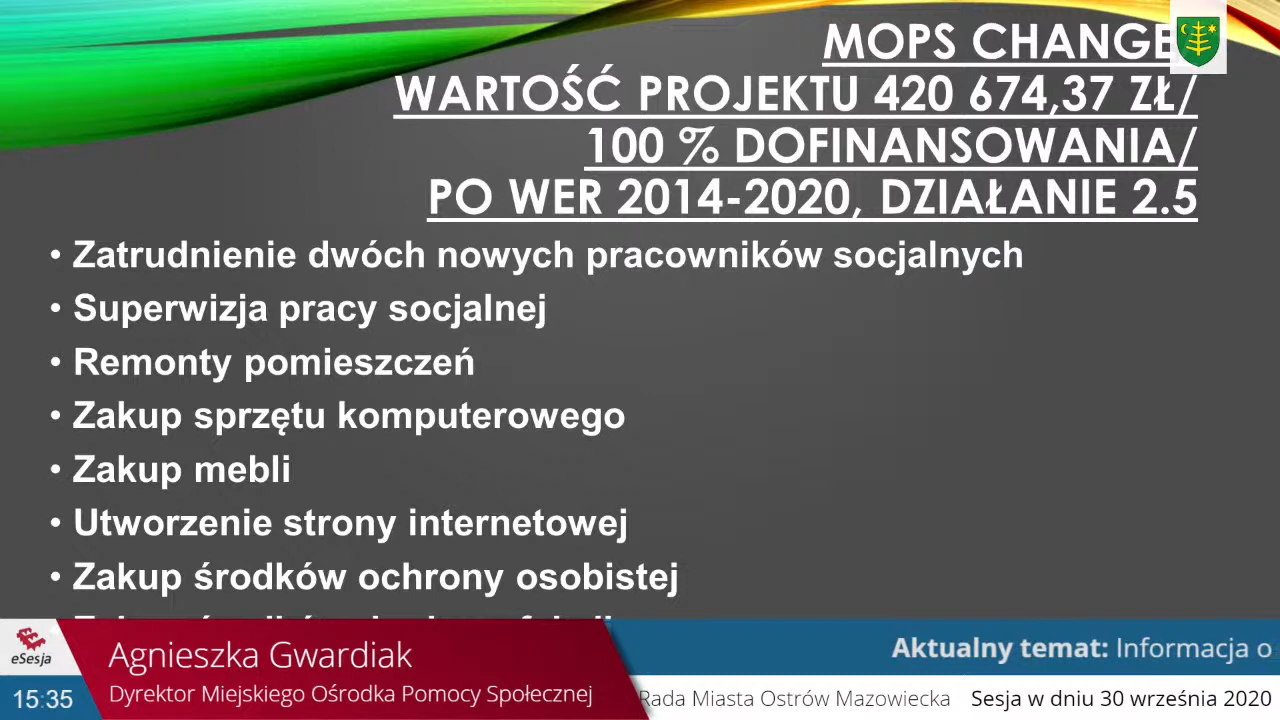 MOPS CHANGE
WARTOŚĆ PROJEKTU 420 674,37 ZŁ/
100 % DOFINANSOWANIA/
PO WER 2014-2020, DZIAŁANIE 2.5
• Zatrudnienie dwóch nowych pracowników socjalnych
• Superwizja pracy socjalnej
• Remonty pomieszczeń
• Zakup sprzętu komputerowego
• Zakup mebli
• Utworzenie strony internetowej
• Zakup środków ochrony osobistej
Aktualny temat: Informacja o
eSesja
Agnieszka Gwardiak
15:35
Dyrektor Miejskiego Ośrodka Pomocy Społecznej
Rada Miasta Ostrów Mazowiecka Sesja w dniu 30 września 2020